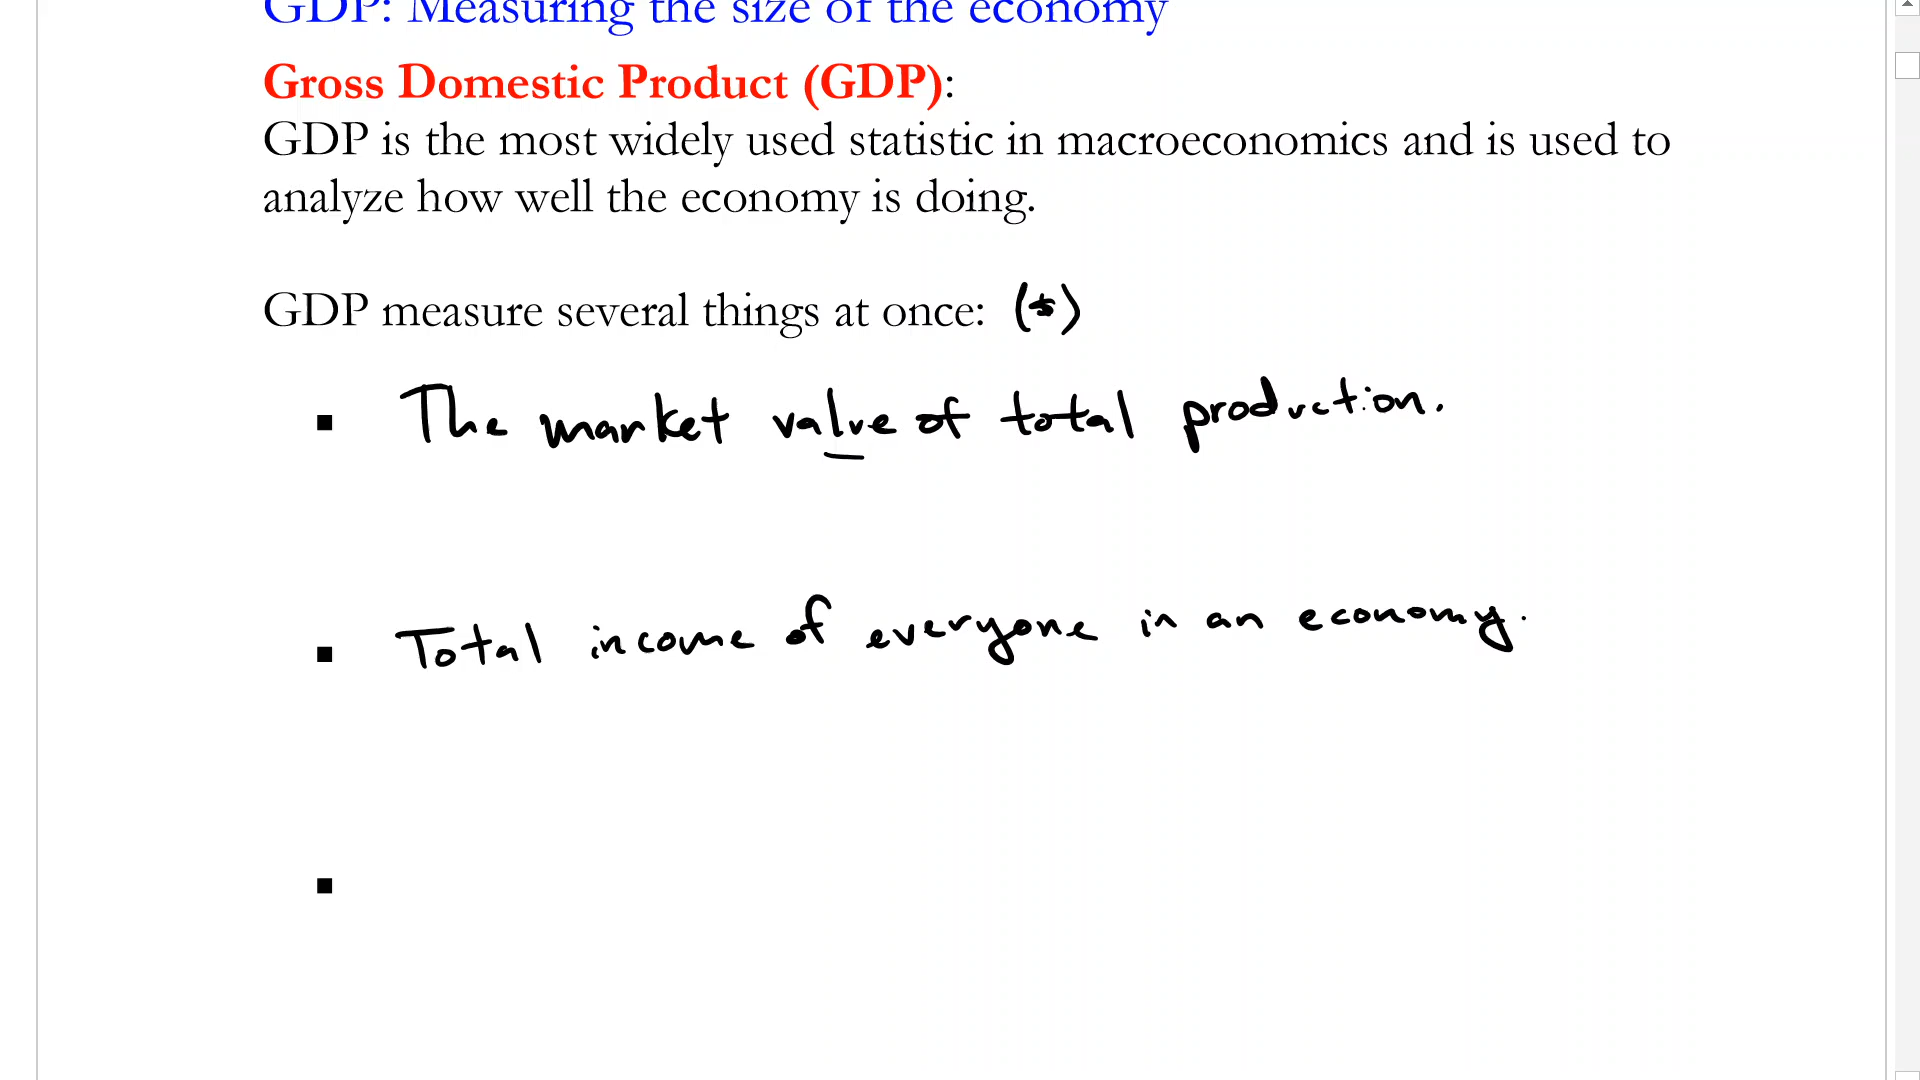 GDP: Measuring the size of the economy
Gross Domestic Product (GDP):
GDP is the most widely used statistic in macroeconomics and is used to
analyze how well the economy is doing.
GDP measure several things at once: (*)
▪ The market value of total production.
▪ Total income of everyone in an economy.
▪